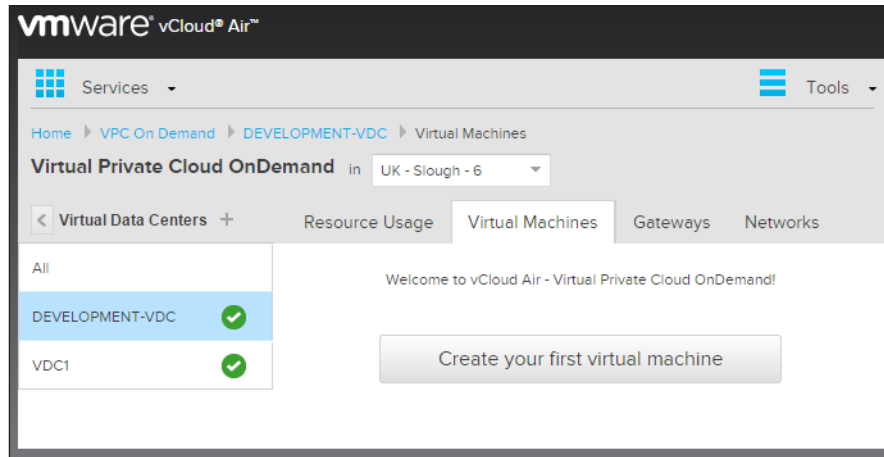 vmware® vCloud® Air™
Services Tools
Home VPC On Demand DEVELOPMENT-VDC Virtual Machines
Virtual Private Cloud OnDemand in UK - Slough - 6
Virtual Data Centers + Resource Usage Virtual Machines Gateways Networks
All
Welcome to vCloud Air - Virtual Private Cloud OnDemand!
DEVELOPMENT-VDC
Create your first virtual machine
VDC1